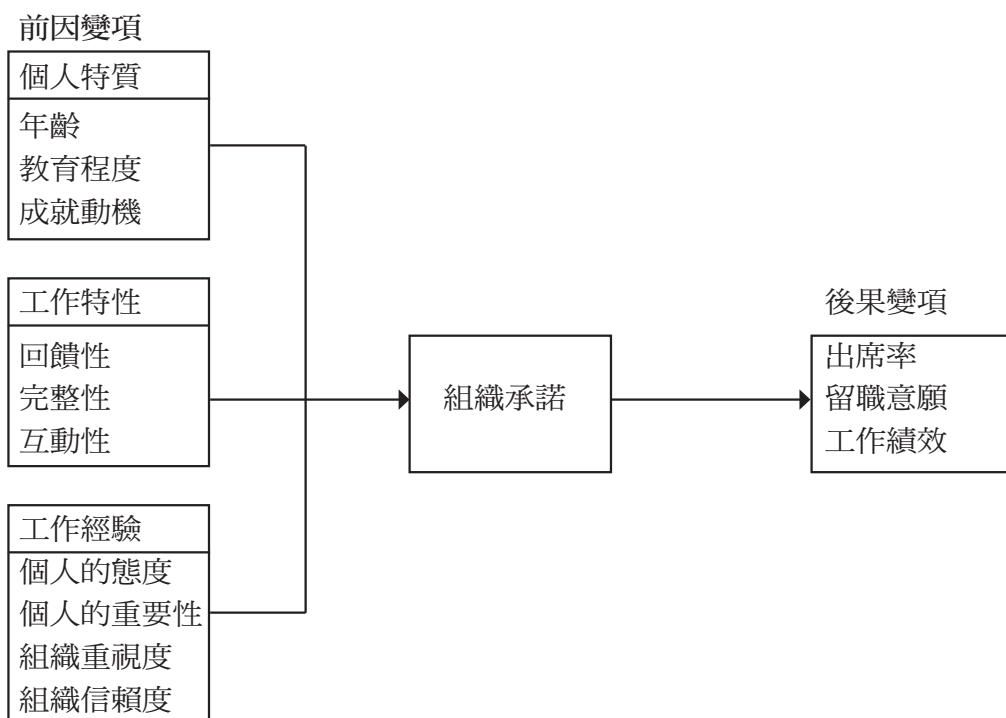 前因變項
個人特質
年齡
教育程度
成就動機
工作特性
回饋性
完整性
互動性
工作經驗
個人的態度
個人的重要性
組織重視度
組織信賴度
組織承諾
後果變項
出席率
留職意願
工作績效